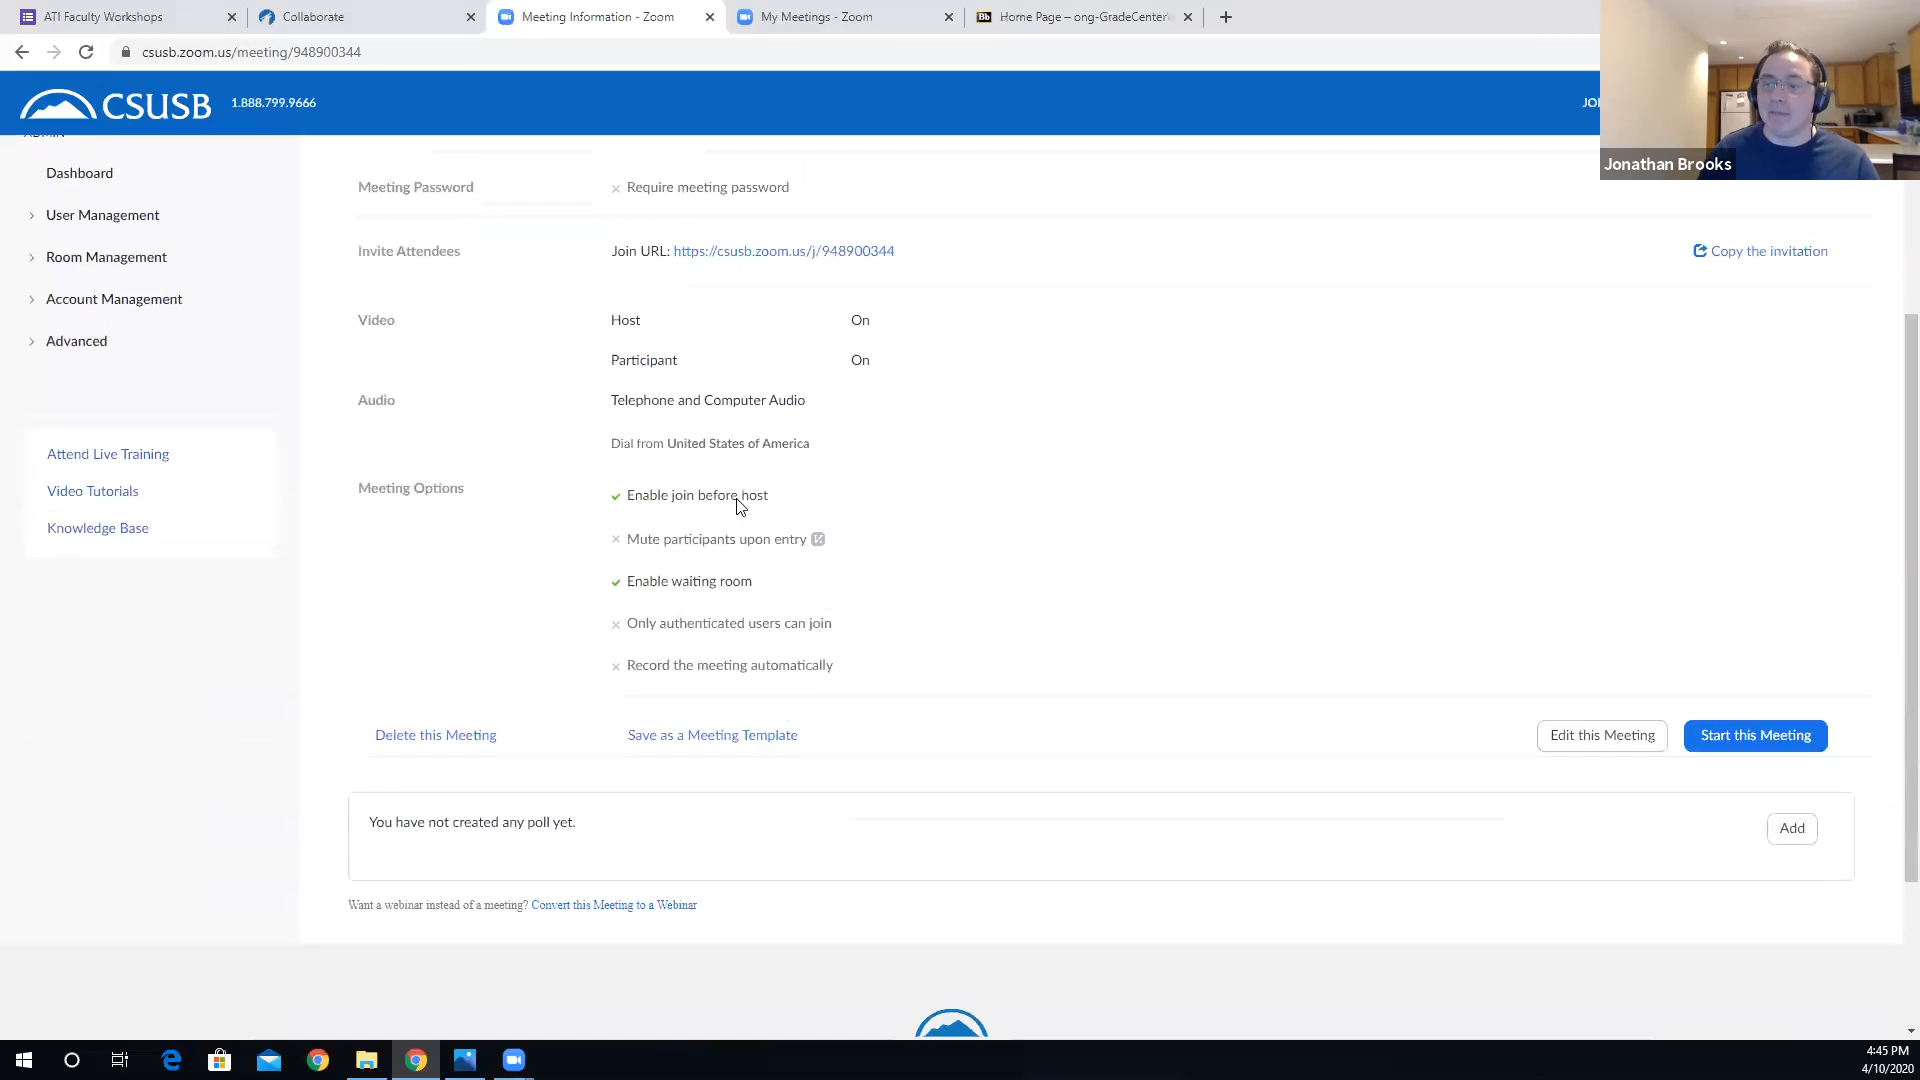 ATI Faculty Workshops
Collaborate
Meeting Information - Zoom
My Meetings - Zoom
Bb Home Page – ong-GradeCenter
csusb.zoom.us/meeting/948900344
CSUSB 1.888.799.9666
Jonathan Brooks
Dashboard
User Management
Room Management
Account Management
Advanced
Attend Live Training
Video Tutorials
Knowledge Base
Meeting Password
Require meeting password
Invite Attendees
Join URL: https://csusb.zoom.us/j/948900344
Copy the invitation
Video
Host On
Participant On
Audio
Telephone and Computer Audio
Dial from United States of America
Meeting Options
Enable join before host
Mute participants upon entry
Enable waiting room
Only authenticated users can join
Record the meeting automatically
Delete this Meeting
Save as a Meeting Template
Edit this Meeting
Start this Meeting
You have not created any poll yet.
Add
Want a webinar instead of a meeting? Convert this Meeting to a Webinar
4:45 PM
4/10/2020